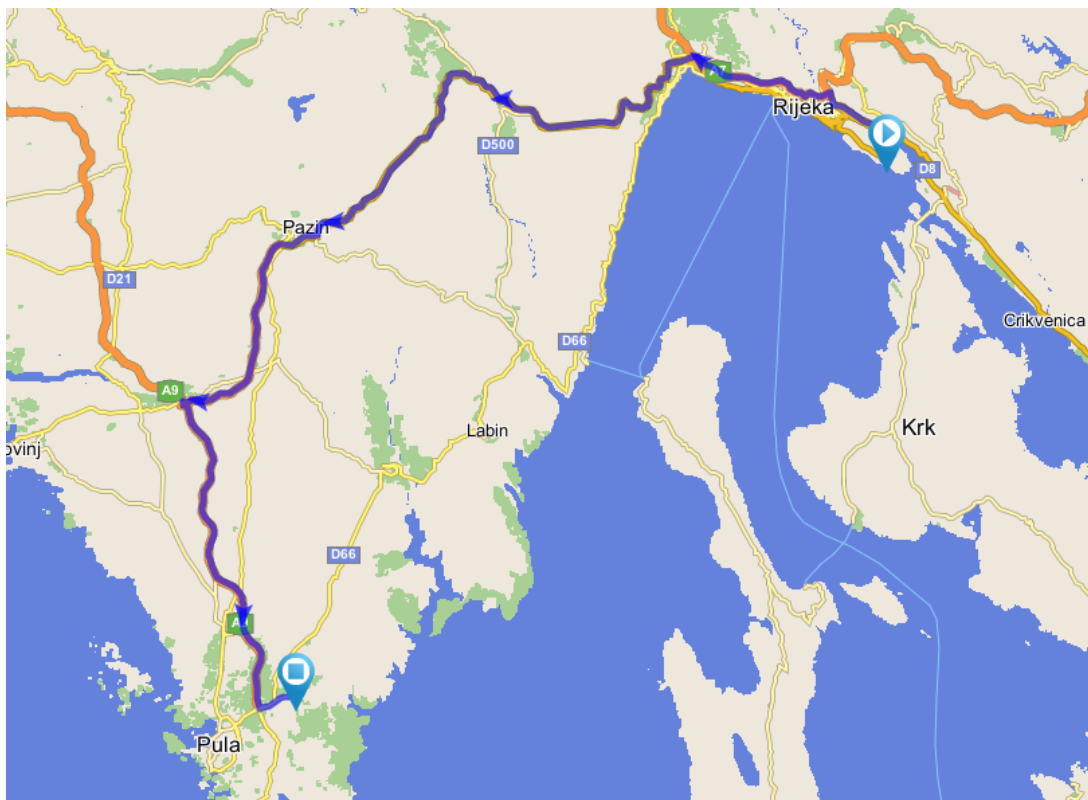 Rijeka
D500
D8
Pazin
D21
Crikvenica
D66
A9
Krk
ovinj
Labin
D66
Pula